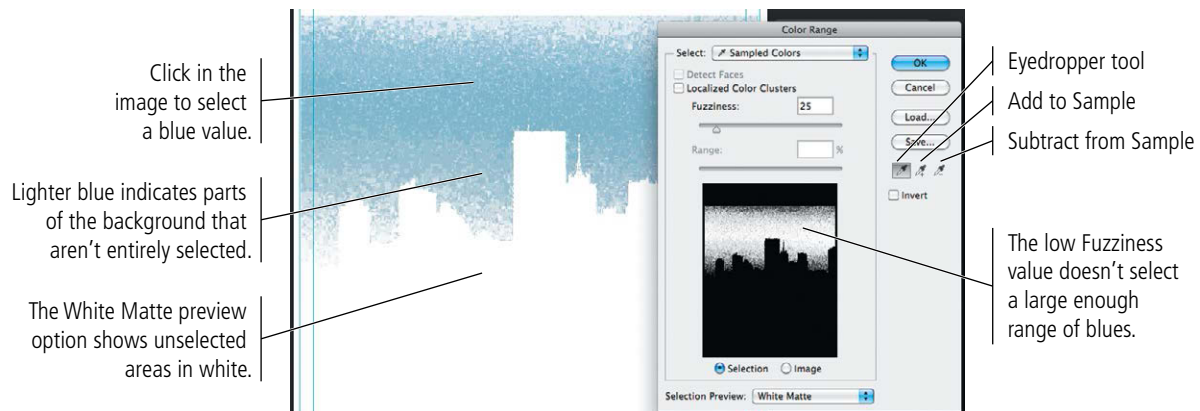 Click in the
image to select
a blue value.
Lighter blue indicates parts
of the background that
aren't entirely selected.
The White Matte preview
option shows unselected
areas in white.
Color Range
Select: Sampled Colors
Detect Faces
Localized Color Clusters
Fuzziness: 25
Range: %
Selection Image
Selection Preview: White Matte
OK
Cancel
Load...
Save...
Invert
Eyedropper tool
Add to Sample
Subtract from Sample
The low Fuzziness
value doesn't select
a large enough
range of blues.